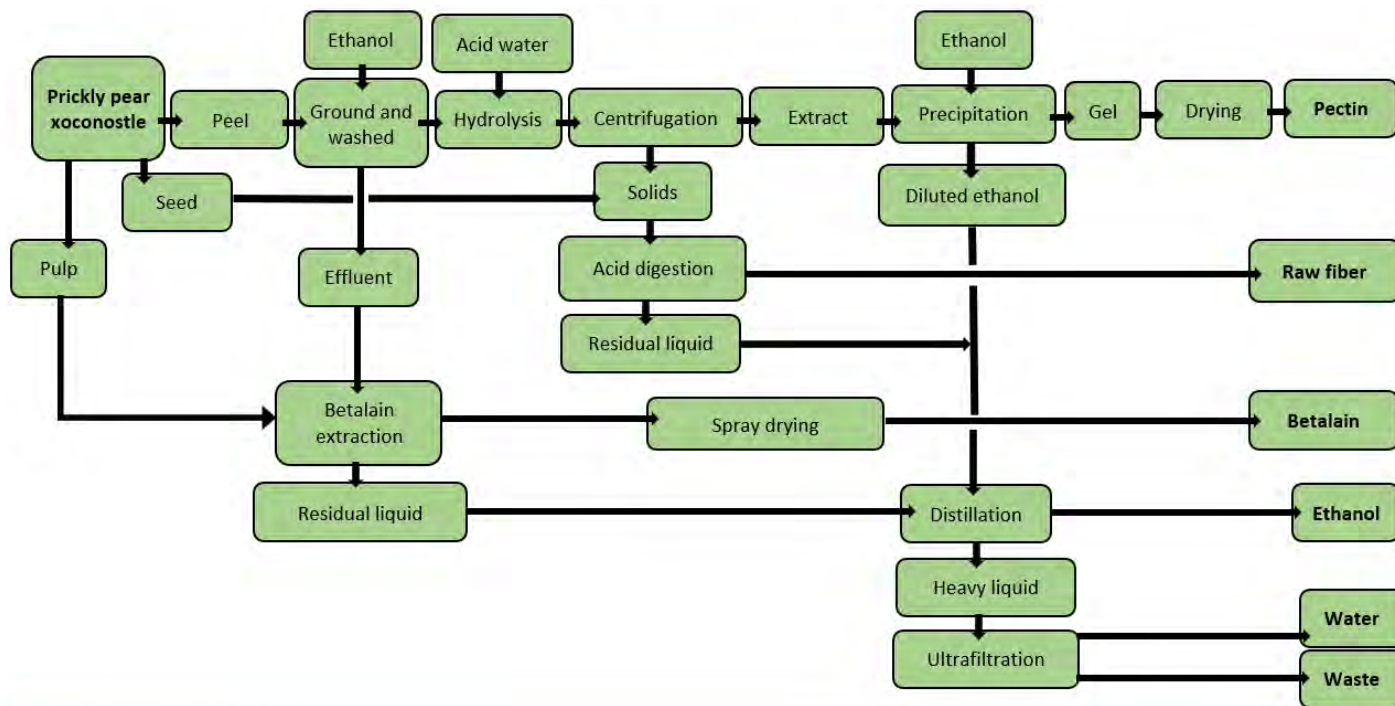 Ethanol
Acid water
Ethanol
Prickly pear
xoconostle
Peel
Ground and
washed
Hydrolysis
Centrifugation
Extract
Precipitation
Gel
Drying
Pectin
Seed
Solids
Diluted ethanol
Pulp
Effluent
Acid digestion
Raw fiber
Residual liquid
Betalain
extraction
Spray drying
Betalain
Residual liquid
Distillation
Ethanol
Heavy liquid
Water
Ultrafiltration
Waste